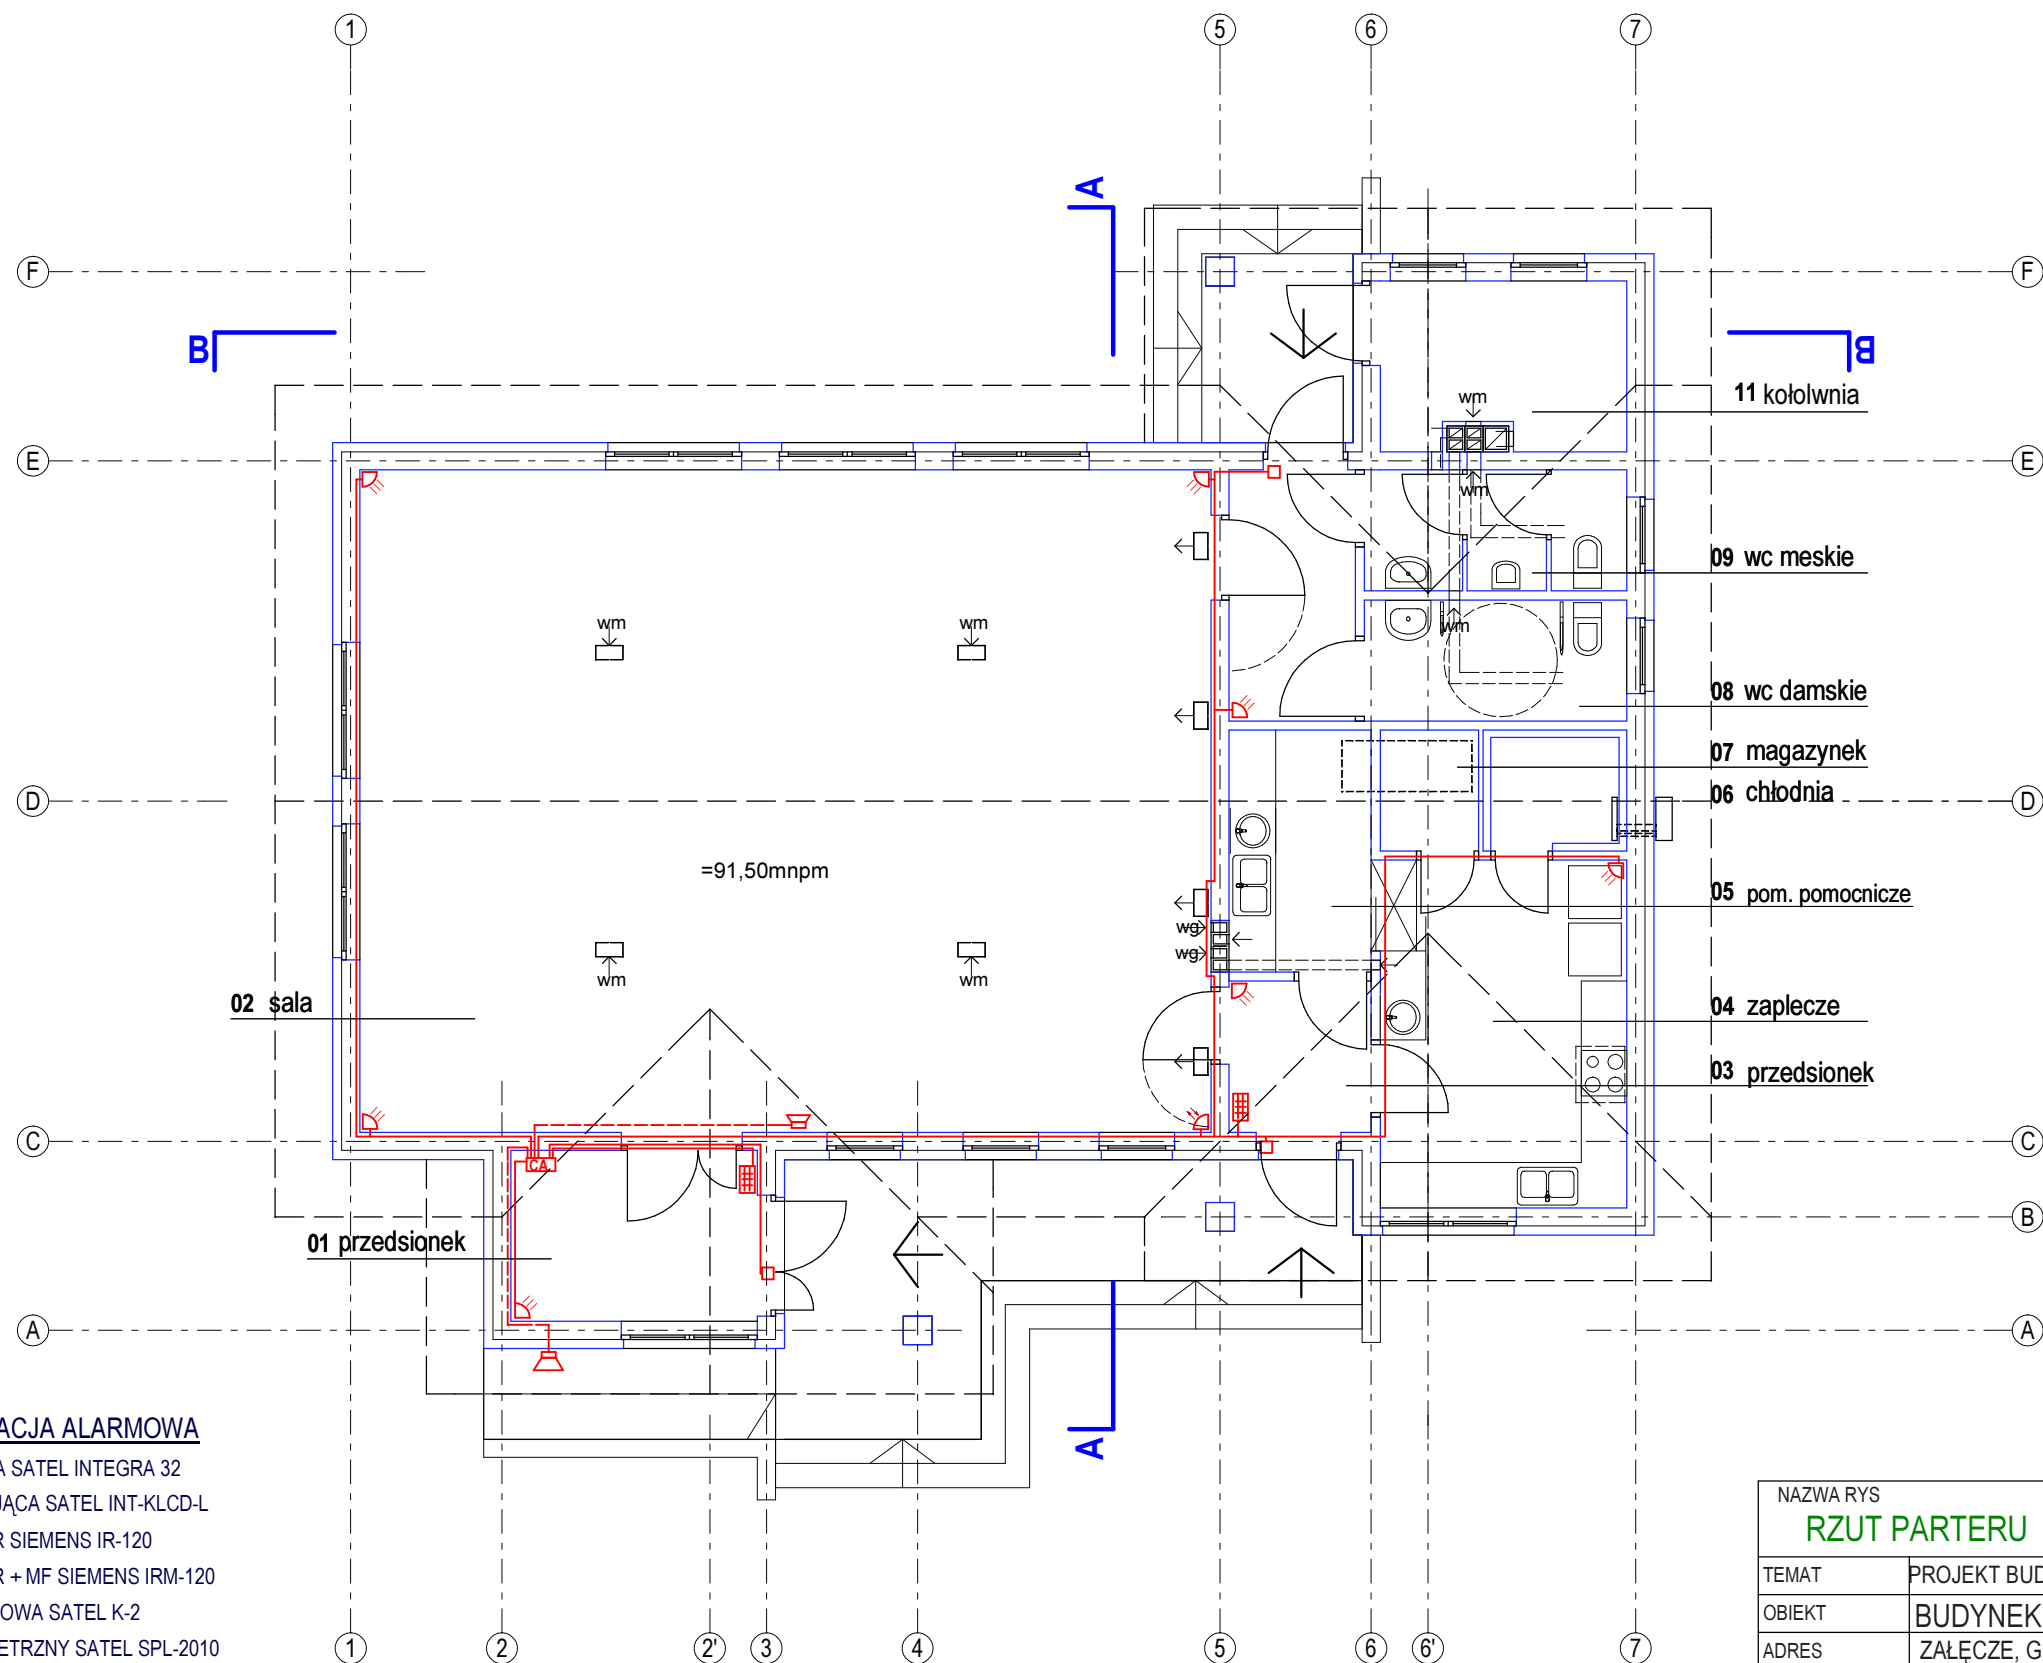 1 5 6 7
A
F F
B B
11 kołolwnia
wm
E E
wm
09 wc meskie
wm wm
wm
08 wc damskie
07 magazynek
06 chłodnia
D D
=91,50mnpm
05 pom. pomocnicze
wg
wg
wm wm
02 sala
04 zaplecze
03 przedsionek
C C
CA
B
01 przedsionek
A A
A
ACJA ALARMOWA
A SATEL INTEGRA 32
JĄCA SATEL INT-KLCD-L
R SIEMENS IR-120
R + MF SIEMENS IRM-120
OWA SATEL K-2
ETRZNY SATEL SPL-2010
NAZWA RYS
RZUT PARTERU
TEMAT PROJEKT BUD
OBIEKT BUDYNEK
ADRES ZAŁĘCZE, G
1 2 2' 3 4 5 6 6' 7